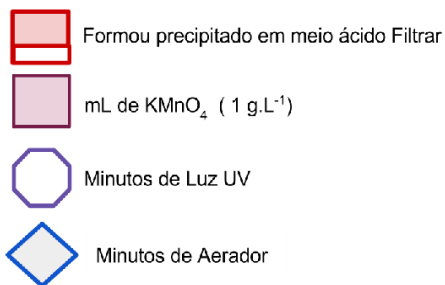 Formou precipitado em meio ácido Filtrar
mL de KMnO₄ ( 1 g.L⁻¹)
Minutos de Luz UV
Minutos de Aerador